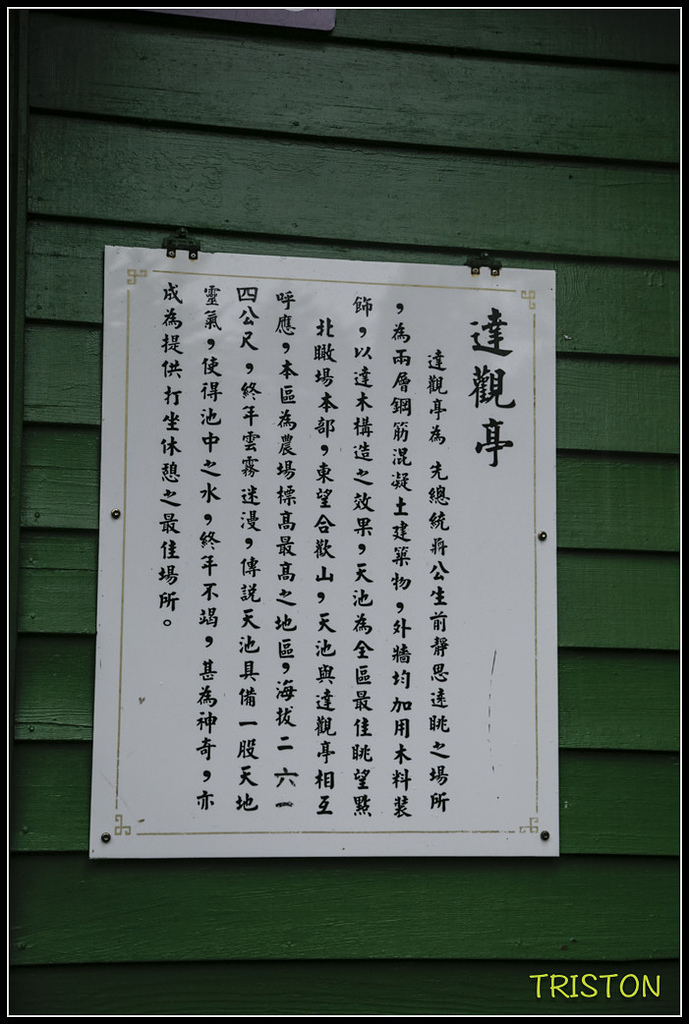 達觀亭
達觀亭為 先總統蔣公生前靜思遠眺之場所
，為兩層鋼筋混凝土建築物，外牆均加用木料裝
飾，以達木構造之效果，天池為全區最佳眺望點
北瞰場本部，東望合歡山，天池與達觀亭相互
呼應，本區為農場標高最高之地區，海拔二六一
四公尺，終年雲霧迷漫，傳說天池具備一股天地
靈氣，使得池中之水，終年不竭，甚為神奇，亦
成為提供打坐休憩之最佳場所。
TRISTON